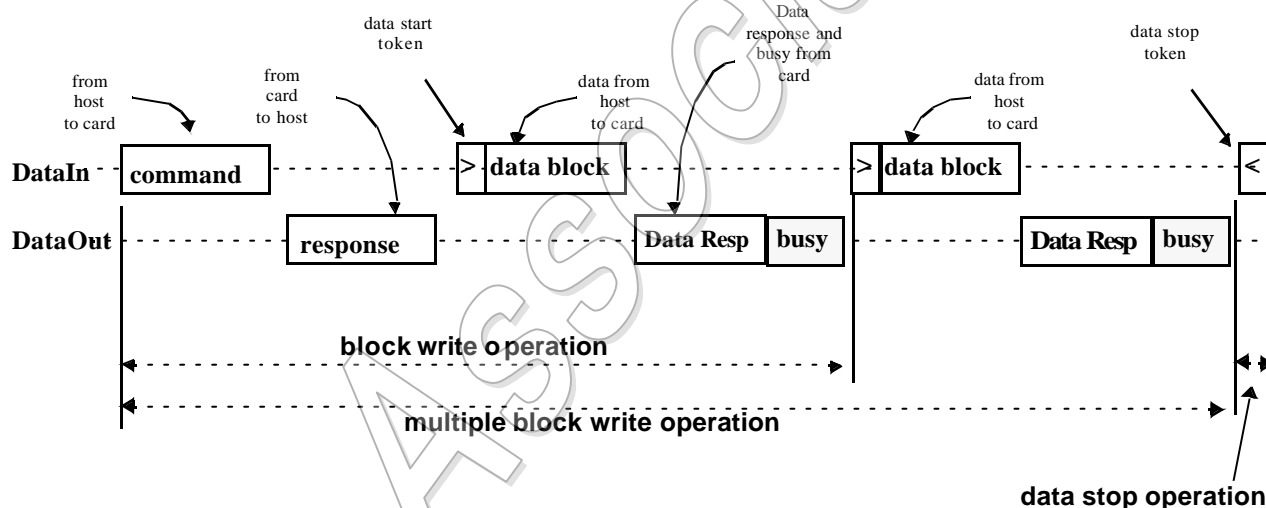 data start
token
Data
response and
busy from
card
data stop
token
from
host
to card
from
card
to host
data from
host
to card
data from
host
to card
DataIn command > data block > data block <
DataOut response Data Resp busy Data Resp busy
block write operation
multiple block write operation
data stop operation